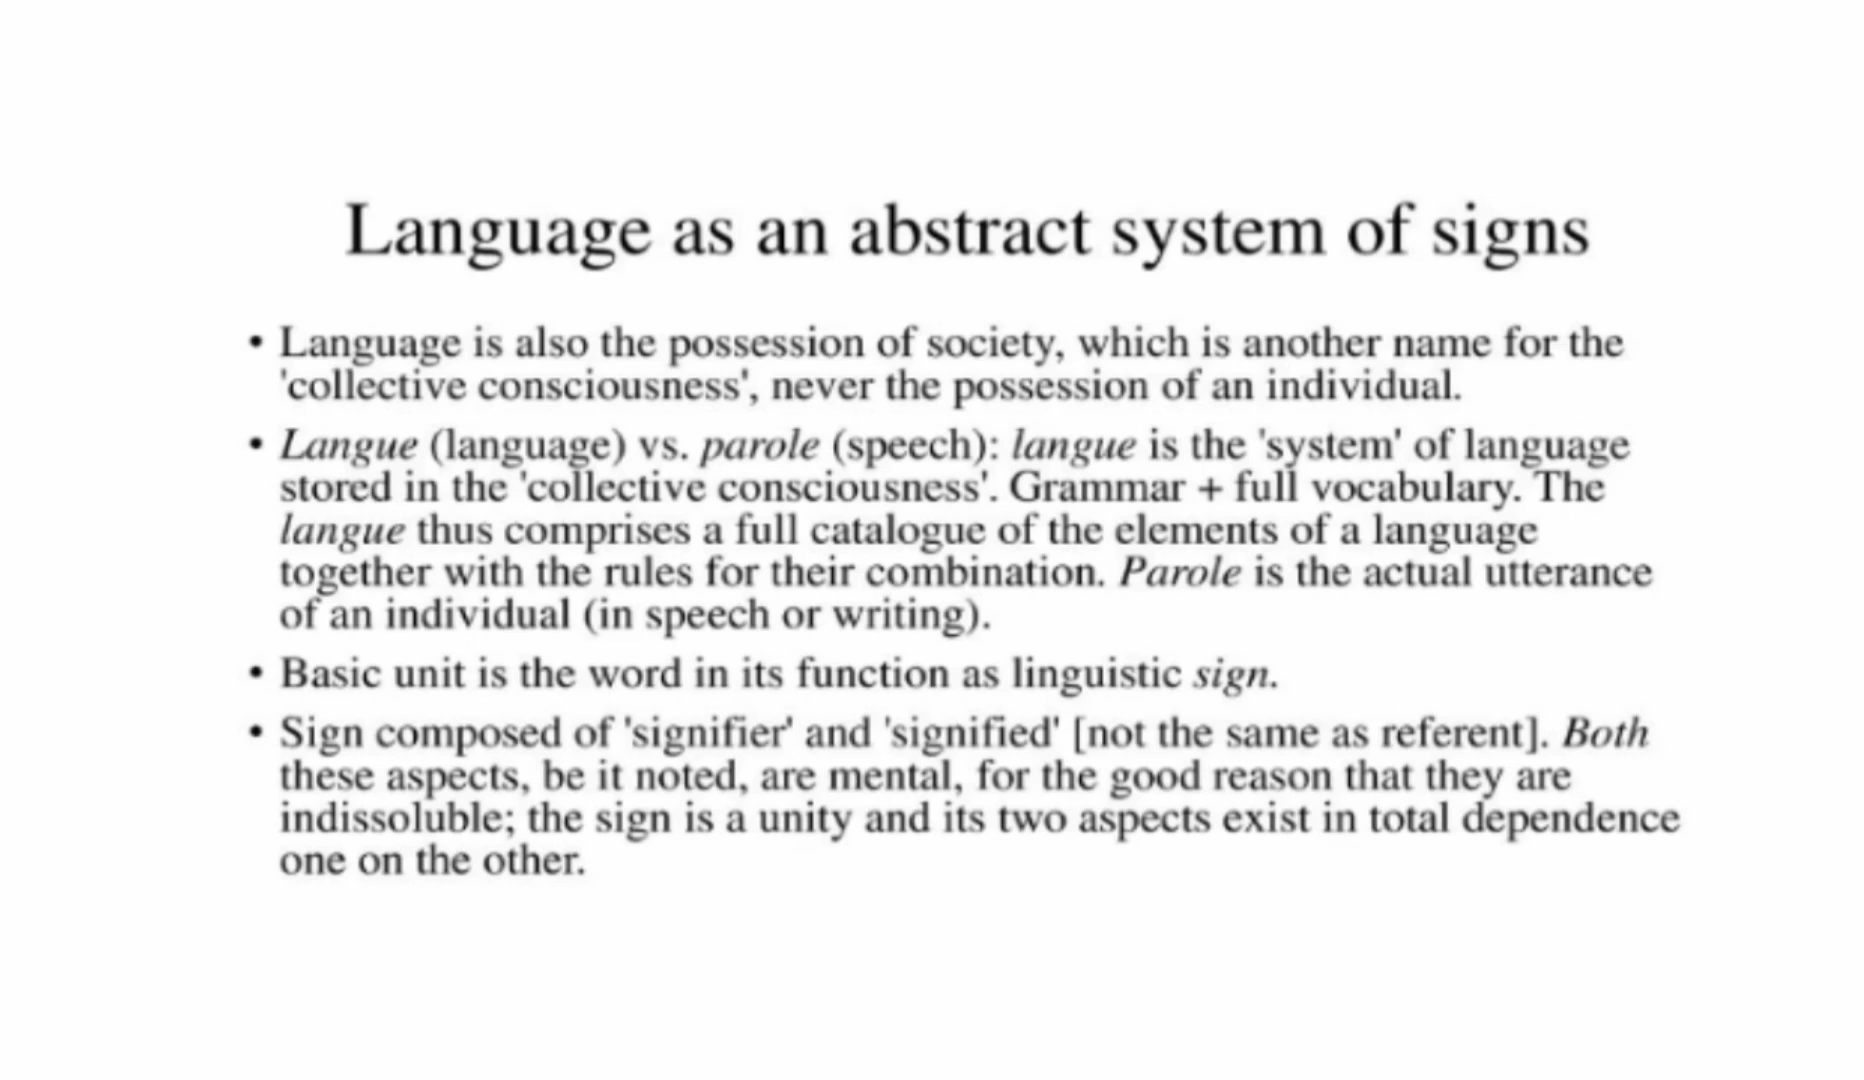 Language as an abstract system of signs
• Language is also the possession of society, which is another name for the
'collective consciousness', never the possession of an individual.
• Langue (language) vs. parole (speech): langue is the 'system' of language
stored in the 'collective consciousness'. Grammar + full vocabulary. The
langue thus comprises a full catalogue of the elements of a language
together with the rules for their combination. Parole is the actual utterance
of an individual (in speech or writing).
• Basic unit is the word in its function as linguistic sign.
• Sign composed of 'signifier' and 'signified' [not the same as referent]. Both
these aspects, be it noted, are mental, for the good reason that they are
indissoluble; the sign is a unity and its two aspects exist in total dependence
one on the other.